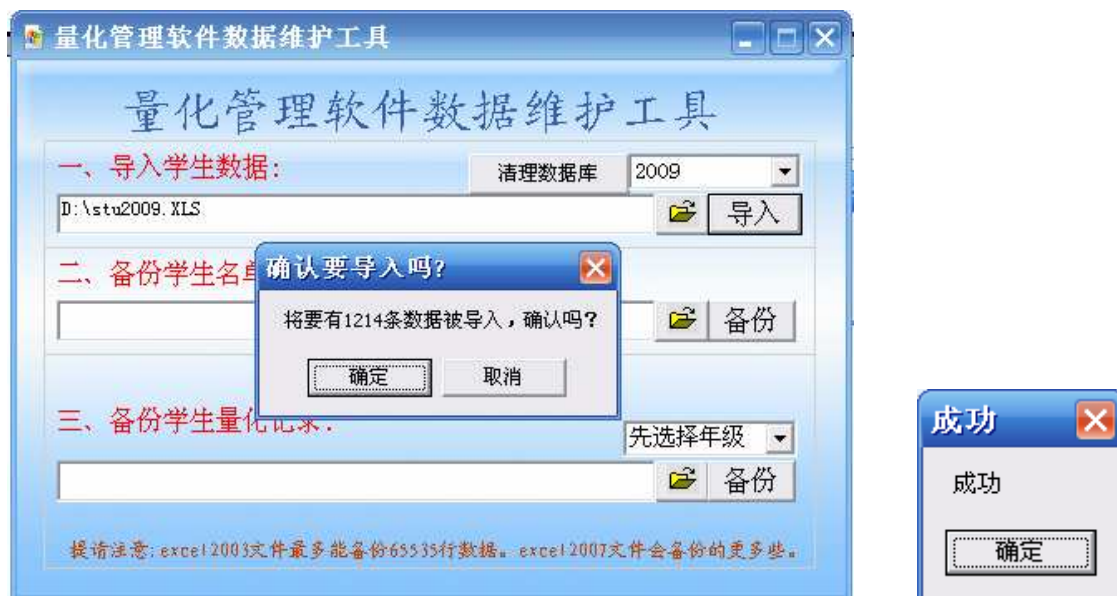 量化管理软件数据维护工具
量化管理软件数据维护工具
一、导入学生数据:
清理数据库
2009
D:\stu2009.XLS
导入
二、备份学生名单
备份
确认要导入吗?
将要有1214条数据被导入，确认吗?
确定
取消
三、备份学生量化记录:
先选择年级
备份
提请注意:excel2003文件最多能备份65535行数据。excel2007文件会备份的更多些。
成功
成功
确定